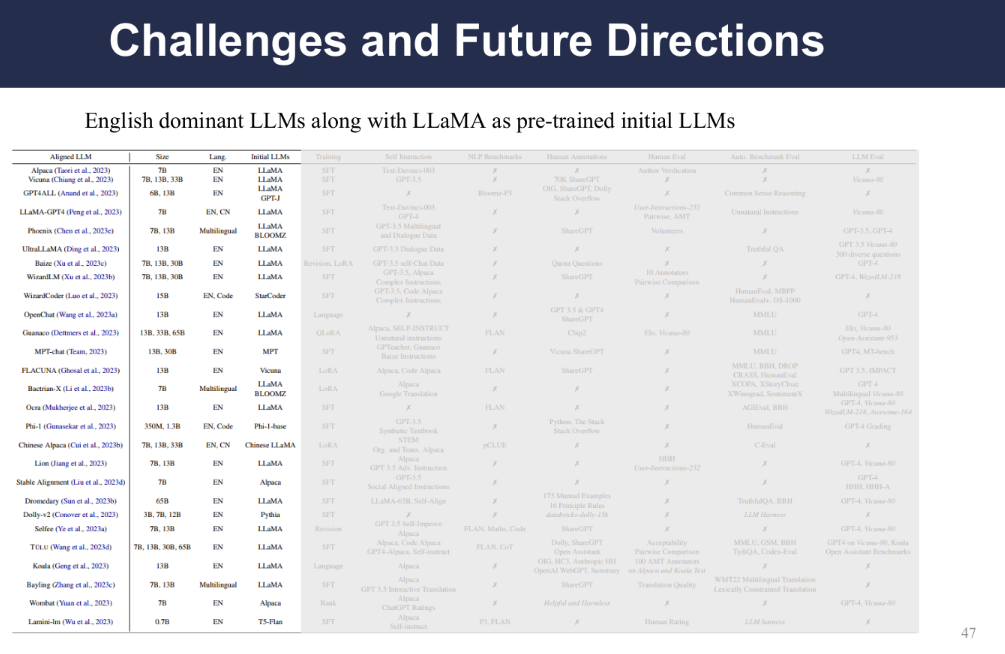 Challenges and Future Directions
English dominant LLMs along with LLaMA as pre-trained initial LLMs
Aligned LLM Size Lang. Initial LLMs Training Self Instruction NLP Benchmarks Human Annotations Human Eval Auto. Benchmark Eval LLM Eval
Alpaca (Taori et al., 2023) 7B EN LLaMA SFT Text-Davinci-003 ✗ ✗ Author Verification ✗ ✗
Vicuna (Chiang et al., 2023) 7B, 13B, 33B EN LLaMA SFT GPT-3.5 ✗ 70K ShareGPT ✗ ✗ Vicuna-80
GPT4ALL (Anand et al., 2023) 6B, 13B EN LLaMA GPT-J SFT ✗ Bloomz-P3 OIG, ShareGPT, Dolly Stack Overflow ✗ Common Sense Reasoning ✗
LLaMA-GPT4 (Peng et al., 2023) 7B EN, CN LLaMA SFT Text-Davinci-003 GPT-4 ✗ ✗ User-Instructions-252 Pairwise, AMT Unnatural Instructions Vicuna-80
Phoenix (Chen et al., 2023e) 7B, 13B Multilingual LLaMA BLOOMZ SFT GPT-3.5 Multilingual and Dialogue Data ✗ ShareGPT Volunteers ✗ GPT-3.5, GPT-4
UltraLLaMA (Ding et al., 2023) 13B EN LLaMA SFT GPT-3.5 Dialogue Data ✗ ✗ ✗ Truthful QA GPT 3.5 Vicuna-80 300 diverse questions
Baize (Xu et al., 2023c) 7B, 13B, 30B EN LLaMA Revision, LoRA GPT-3.5 self-Chat Data ✗ Quora Questions ✗ ✗ GPT-4
WizardLM (Xu et al., 2023b) 7B, 13B, 30B EN LLaMA SFT GPT-3.5, Alpaca Complex Instructions ✗ ShareGPT 10 Annotators Pairwise Comparison ✗ GPT-4, WizardLM-218
WizardCoder (Luo et al., 2023) 15B EN, Code StarCoder SFT GPT-3.5, Code Alpaca Complex Instructions ✗ ✗ ✗ HumanEval, MBPP HumanEval+, DS-1000 ✗
OpenChat (Wang et al., 2023a) 13B EN LLaMA Language ✗ ✗ GPT 3.5 & GPT4 ShareGPT ✗ MMLU GPT-4
Guanaco (Dettmers et al., 2023) 13B, 33B, 65B EN LLaMA QLoRA Alpaca, SELF-INSTRUCT Unnatural instructions FLAN Chip2 Elo, Vicuna-80 MMLU Elo, Vicuna-80 Open-Assistant-953
MPT-chat (Team, 2023) 13B, 30B EN MPT SFT GPTeacher, Guanaco Baize Instructions ✗ Vicuna ShareGPT ✗ MMLU GPT4, MT-bench
FLACUNA (Ghosal et al., 2023) 13B EN Vicuna LoRA Alpaca, Code Alpaca FLAN ShareGPT ✗ MMLU, BBH, DROP CRASS, HumanEval GPT 3.5, IMPACT
Bactrian-X (Li et al., 2023b) 7B Multilingual LLaMA BLOOMZ LoRA Alpaca Google Translation ✗ ✗ ✗ XCOPA, XStoryCloze XWinograd, SentimentX GPT-4 Multilingual Vicuna-80
Ocra (Mukherjee et al., 2023) 13B EN LLaMA SFT ✗ FLAN ✗ ✗ AGIEval, BBH GPT-4, Vicuna-80 WizardLM-218, Awesome-164
Phi-1 (Gunasekar et al., 2023) 350M, 1.3B EN, Code Phi-1-base SFT GPT-3.5 Synthetic Textbook ✗ Python, The Stack Stack Overflow ✗ HumanEval GPT-4 Grading
Chinese Alpaca (Cui et al., 2023b) 7B, 13B, 33B EN, CN Chinese LLaMA LoRA STEM Org. and Trans. Alpaca pCLUE ✗ ✗ C-Eval ✗
Lion (Jiang et al., 2023) 7B, 13B EN LLaMA SFT Alpaca GPT 3.5 Adv. Instruction ✗ ✗ HHH User-Instructions-252 ✗ GPT-4, Vicuna-80
Stable Alignment (Liu et al., 2023d) 7B EN Alpaca SFT GPT-3.5 Social Aligned Instructions ✗ ✗ ✗ ✗ GPT-4 HHH, HHH-A
Dromedary (Sun et al., 2023b) 65B EN LLaMA SFT LLaMA-65B, Self-Align ✗ 175 Manual Examples 16 Principle Rules ✗ TruthfulQA, BBH GPT-4, Vicuna-80
Dolly-v2 (Conover et al., 2023) 3B, 7B, 12B EN Pythia SFT ✗ ✗ databricks-dolly-15k ✗ LLM Harness ✗
Selfee (Ye et al., 2023a) 7B, 13B EN LLaMA Revision GPT 3.5 Self-Improve Alpaca FLAN, Maths, Code ShareGPT ✗ ✗ GPT-4, Vicuna-80
TÜLU (Wang et al., 2023d) 7B, 13B, 30B, 65B EN LLaMA SFT Alpaca, Code Alpaca GPT4-Alpaca, Self-instruct FLAN, CoT Dolly, ShareGPT Open Assistant Acceptability Pairwise Comparison MMLU, GSM, BBH TydiQA, Codex-Eval GPT4 on Vicuna-80, Koala Open Assistant Benchmarks
Koala (Geng et al., 2023) 13B EN LLaMA Language Alpaca ✗ OIG, HC3, Anthropic HH OpenAI WebGPT, Summary 100 AMT Annotators on Alpaca and Koala Test ✗ ✗
Bayling (Zhang et al., 2023c) 7B, 13B Multilingual LLaMA SFT Alpaca GPT 3.5 Interactive Translation ✗ ShareGPT Translation Quality WMT22 Multilingual Translation Lexically Constrained Translation ✗
Wombat (Yuan et al., 2023) 7B EN Alpaca Rank Alpaca ChatGPT Ratings ✗ Helpful and Harmless ✗ ✗ GPT-4, Vicuna-80
Lamini-lm (Wu et al., 2023) 0.7B EN T5-Flan SFT Alpaca Self-instruct P3, FLAN ✗ Human Rating LLM harness ✗
47